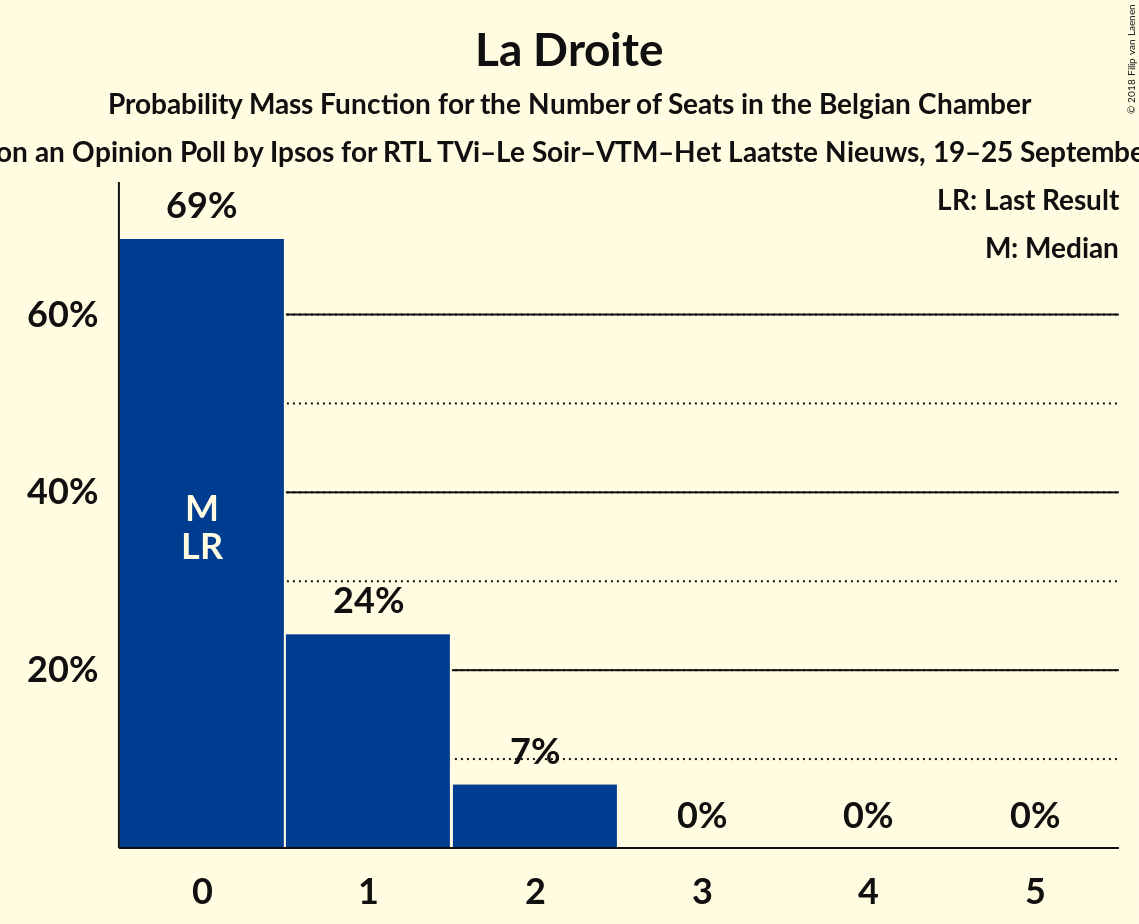 La Droite
Probability Mass Function for the Number of Seats in the Belgian Chamber
on an Opinion Poll by Ipsos for RTL TVi–Le Soir–VTM–Het Laatste Nieuws, 19–25 Septembe
© 2018 Filip van Laenen
LR: Last Result
M: Median
69%
60%
40%
20%
M
LR
24%
7%
0%
0%
0%
0
1
2
3
4
5